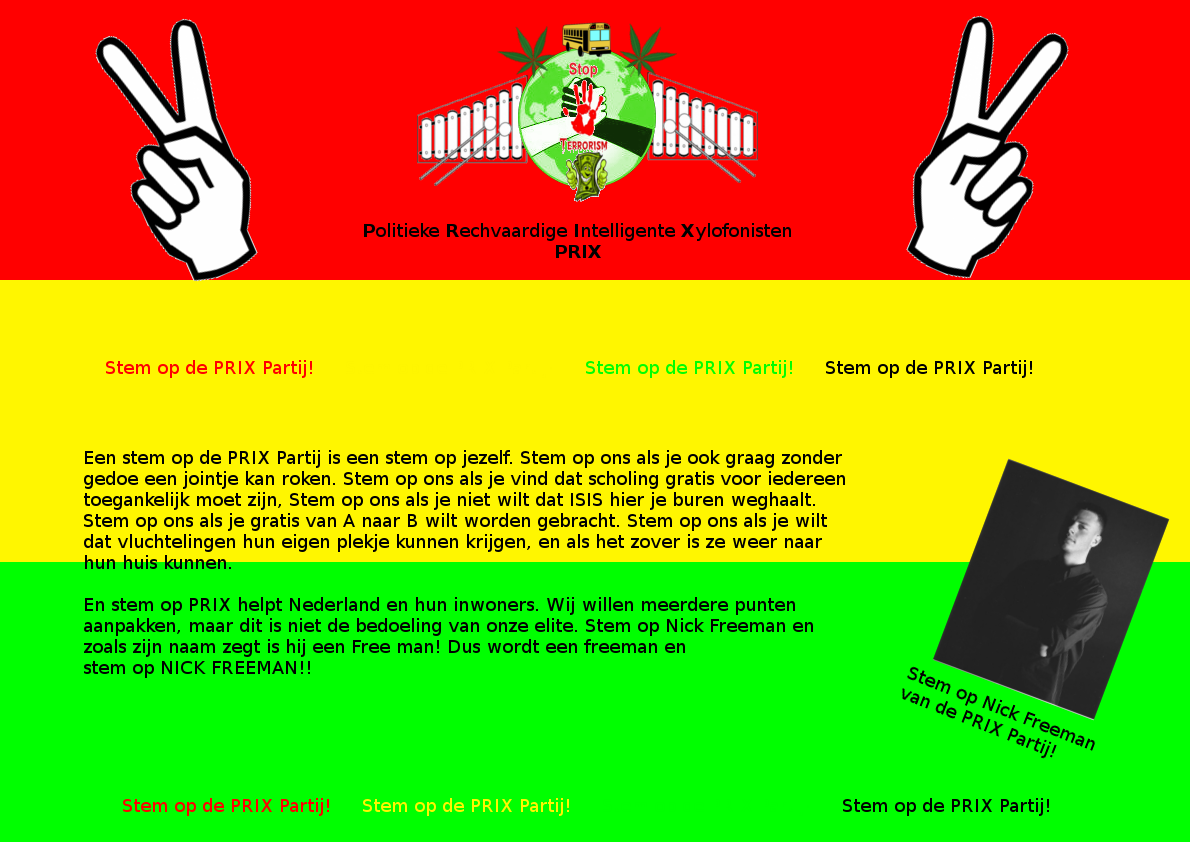 Stop
TERRORISM
Politieke Rechvaardige Intelligente Xylofonisten
PRIX
Stem op de PRIX Partij! Stem op de PRIX Partij! Stem op de PRIX Partij!
Een stem op de PRIX Partij is een stem op jezelf. Stem op ons als je ook graag zonder
gedoe een jointje kan roken. Stem op ons als je vind dat scholing gratis voor iedereen
toegankelijk moet zijn, Stem op ons als je niet wilt dat ISIS hier je buren weghaalt.
Stem op ons als je gratis van A naar B wilt worden gebracht. Stem op ons als je wilt
dat vluchtelingen hun eigen plekje kunnen krijgen, en als het zover is ze weer naar
hun huis kunnen.
En stem op PRIX helpt Nederland en hun inwoners. Wij willen meerdere punten
aanpakken, maar dit is niet de bedoeling van onze elite. Stem op Nick Freeman en
zoals zijn naam zegt is hij een Free man! Dus wordt een freeman en
stem op NICK FREEMAN!!
Stem op Nick Freeman
van de PRIX Partij!
Stem op de PRIX Partij! Stem op de PRIX Partij! Stem op de PRIX Partij!